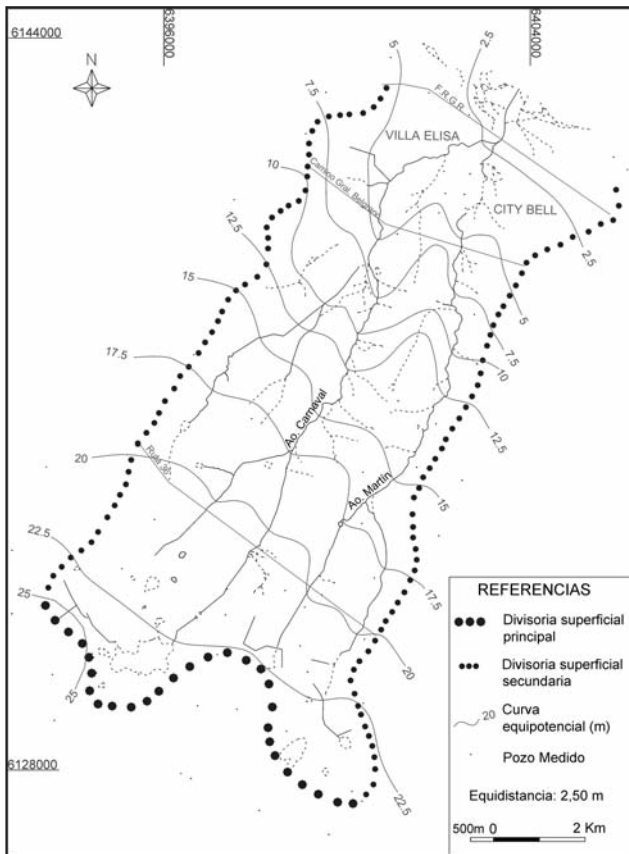 6144000
6396000
6404000
N
5
2.5
7.5
F.R.G.R.
VILLA ELISA
10
Camino Gral. Belgrano
CITY BELL
12.5
2.5
15
5
17.5
7.5
10
Ao. Carnaval
12.5
20
Ruta 36
Ao. Martín
15
22.5
25
17.5
20
25
22.5
6128000
REFERENCIAS
Divisoria superficial
principal
Divisoria superficial
secundaria
20 Curva
equipotencial (m)
Pozo Medido
Equidistancia: 2,50 m
500m 0 2 Km